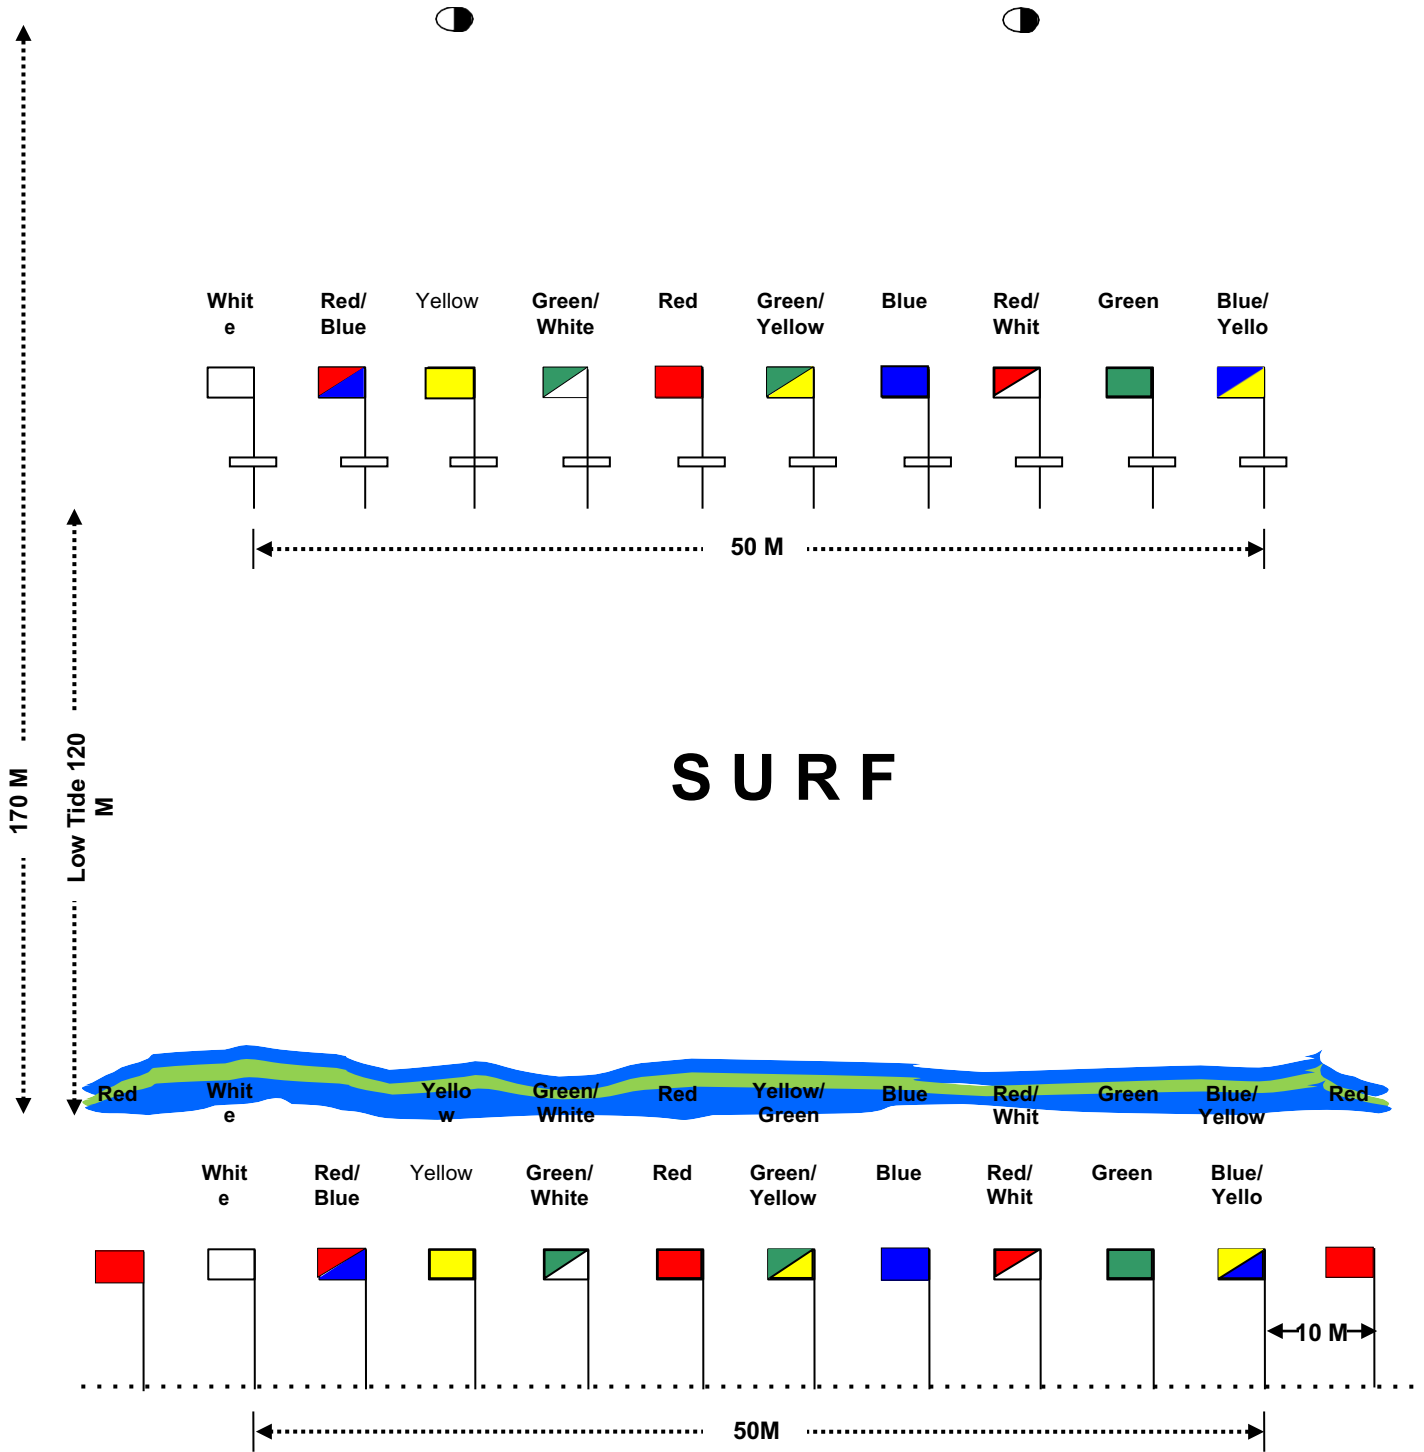 Whit Red/ Yellow Green/ Red Green/ Blue Red/ Green Blue/
e Blue White Yellow Whit Yello
50 M
170 M
Low Tide 120
M
S U R F
Red Whit Yello Green/ Red Yellow/ Blue Red/ Green Blue/ Red
e w White Green Whit Yellow
Whit Red/ Yellow Green/ Red Green/ Blue Red/ Green Blue/
e Blue White Yellow Whit Yello
10 M
50M